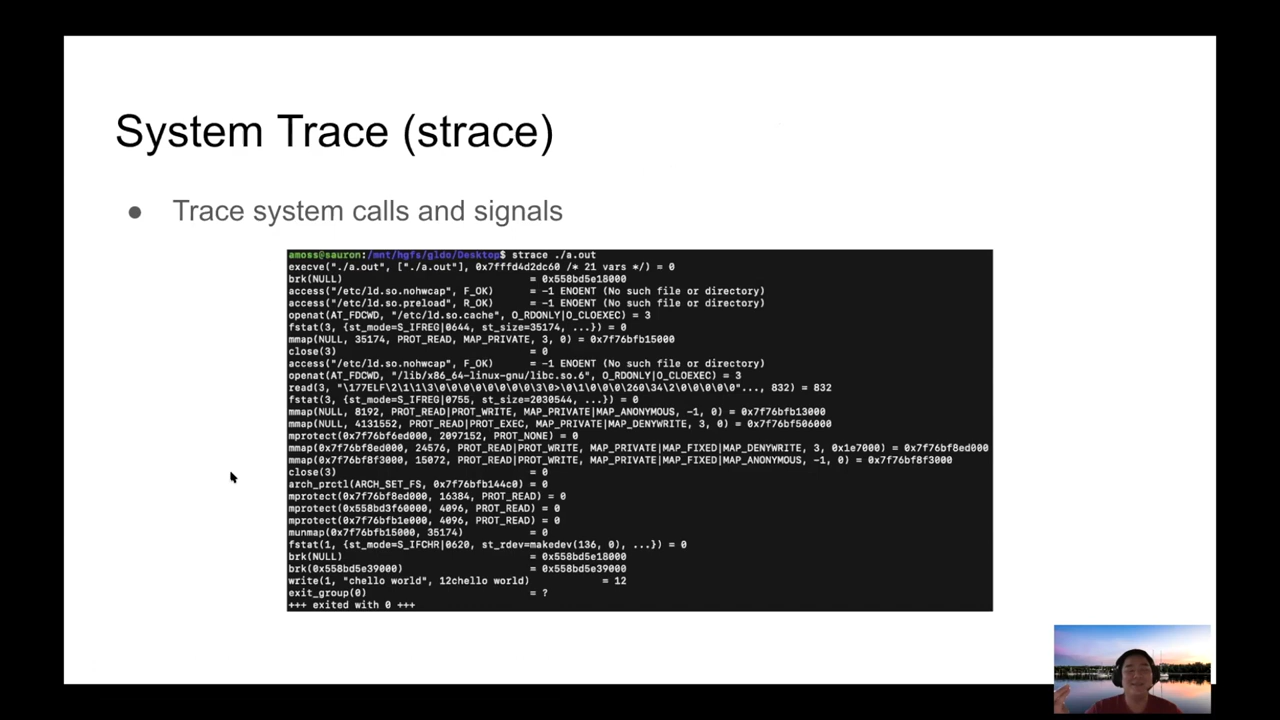 System Trace (strace)
● Trace system calls and signals
amoss@sauron:/mnt/hgfs/gldo/Desktop$ strace ./a.out
execve("./a.out", ["./a.out"], 0x7fffd4d2dc60 /* 21 vars */) = 0
brk(NULL) = 0x558bd5e18000
access("/etc/ld.so.nohwcap", F_OK) = -1 ENOENT (No such file or directory)
access("/etc/ld.so.preload", R_OK) = -1 ENOENT (No such file or directory)
openat(AT_FDCWD, "/etc/ld.so.cache", O_RDONLY|O_CLOEXEC) = 3
fstat(3, {st_mode=S_IFREG|0644, st_size=35174, ...}) = 0
mmap(NULL, 35174, PROT_READ, MAP_PRIVATE, 3, 0) = 0x7f76bfb15000
close(3) = 0
access("/etc/ld.so.nohwcap", F_OK) = -1 ENOENT (No such file or directory)
openat(AT_FDCWD, "/lib/x86_64-linux-gnu/libc.so.6", O_RDONLY|O_CLOEXEC) = 3
read(3, "\177ELF\2\1\1\3\0\0\0\0\0\0\0\0\3\0>\0\1\0\0\0\260\34\2\0\0\0\0\0"..., 832) = 832
fstat(3, {st_mode=S_IFREG|0755, st_size=2030544, ...}) = 0
mmap(NULL, 8192, PROT_READ|PROT_WRITE, MAP_PRIVATE|MAP_ANONYMOUS, -1, 0) = 0x7f76bfb13000
mmap(NULL, 4131552, PROT_READ|PROT_EXEC, MAP_PRIVATE|MAP_DENYWRITE, 3, 0) = 0x7f76bf506000
mprotect(0x7f76bf6ed000, 2097152, PROT_NONE) = 0
mmap(0x7f76bf8ed000, 24576, PROT_READ|PROT_WRITE, MAP_PRIVATE|MAP_FIXED|MAP_DENYWRITE, 3, 0x1e7000) = 0x7f76bf8ed000
mmap(0x7f76bf8f3000, 15072, PROT_READ|PROT_WRITE, MAP_PRIVATE|MAP_FIXED|MAP_ANONYMOUS, -1, 0) = 0x7f76bf8f3000
close(3) = 0
arch_prctl(ARCH_SET_FS, 0x7f76bfb144c0) = 0
mprotect(0x7f76bf8ed000, 16384, PROT_READ) = 0
mprotect(0x558bd3f60000, 4096, PROT_READ) = 0
mprotect(0x7f76bfb1e000, 4096, PROT_READ) = 0
munmap(0x7f76bfb15000, 35174) = 0
fstat(1, {st_mode=S_IFCHR|0620, st_rdev=makedev(136, 0), ...}) = 0
brk(NULL) = 0x558bd5e18000
brk(0x558bd5e39000) = 0x558bd5e39000
write(1, "chello world", 12chello world) = 12
exit_group(0) = ?
+++ exited with 0 +++